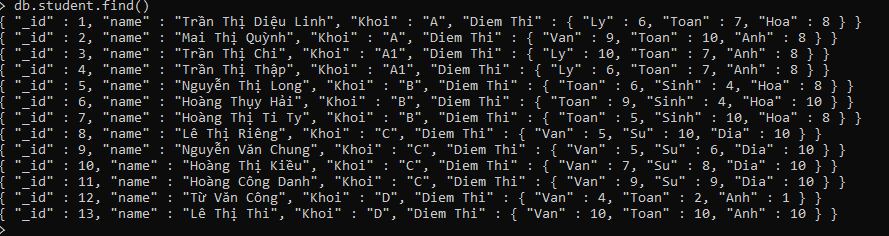 > db.student.find()
{ "_id" : 1, "name" : "Trần Thị Diệu Linh", "Khoi" : "A", "Diem Thi" : { "Ly" : 6, "Toan" : 7, "Hoa" : 8 } }
{ "_id" : 2, "name" : "Mai Thị Quỳnh", "Khoi" : "A", "Diem Thi" : { "Van" : 9, "Toan" : 10, "Anh" : 8 } }
{ "_id" : 3, "name" : "Trần Thị Chi", "Khoi" : "A1", "Diem Thi" : { "Ly" : 10, "Toan" : 7, "Anh" : 8 } }
{ "_id" : 4, "name" : "Trần Thị Thập", "Khoi" : "A1", "Diem Thi" : { "Ly" : 6, "Toan" : 7, "Anh" : 8 } }
{ "_id" : 5, "name" : "Nguyễn Thị Long", "Khoi" : "B", "Diem Thi" : { "Toan" : 6, "Sinh" : 4, "Hoa" : 8 } }
{ "_id" : 6, "name" : "Hoàng Thụy Hải", "Khoi" : "B", "Diem Thi" : { "Toan" : 9, "Sinh" : 4, "Hoa" : 10 } }
{ "_id" : 7, "name" : "Hoàng Thị Ti Ty", "Khoi" : "B", "Diem Thi" : { "Toan" : 5, "Sinh" : 10, "Hoa" : 8 } }
{ "_id" : 8, "name" : "Lê Thị Riêng", "Khoi" : "C", "Diem Thi" : { "Van" : 5, "Su" : 10, "Dia" : 10 } }
{ "_id" : 9, "name" : "Nguyễn Văn Chung", "Khoi" : "C", "Diem Thi" : { "Van" : 5, "Su" : 6, "Dia" : 10 } }
{ "_id" : 10, "name" : "Hoàng Thị Kiều", "Khoi" : "C", "Diem Thi" : { "Van" : 7, "Su" : 8, "Dia" : 10 } }
{ "_id" : 11, "name" : "Hoàng Công Danh", "Khoi" : "C", "Diem Thi" : { "Van" : 9, "Su" : 9, "Dia" : 10 } }
{ "_id" : 12, "name" : "Từ Văn Công", "Khoi" : "D", "Diem Thi" : { "Van" : 4, "Toan" : 2, "Anh" : 1 } }
{ "_id" : 13, "name" : "Lê Thị Thi", "Khoi" : "D", "Diem Thi" : { "Van" : 10, "Toan" : 10, "Anh" : 10 } }
>